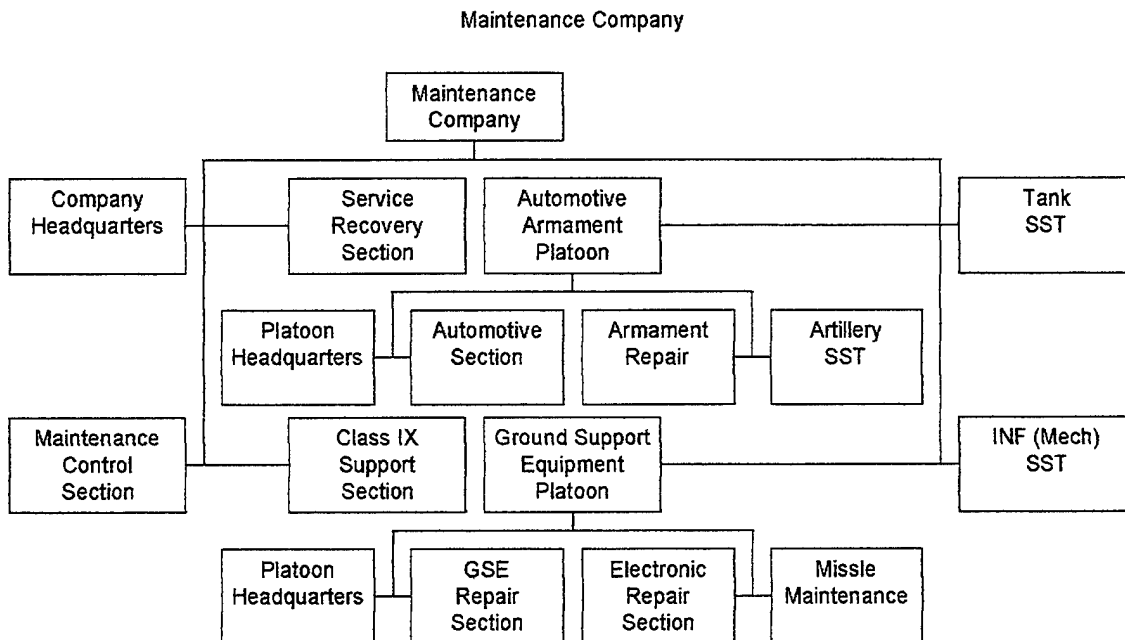 Maintenance Company
Maintenance
Company
Company
Headquarters
Service
Recovery
Section
Automotive
Armament
Platoon
Tank
SST
Platoon
Headquarters
Automotive
Section
Armament
Repair
Artillery
SST
Maintenance
Control
Section
Class IX
Support
Section
Ground Support
Equipment
Platoon
INF (Mech)
SST
Platoon
Headquarters
GSE
Repair
Section
Electronic
Repair
Section
Missle
Maintenance